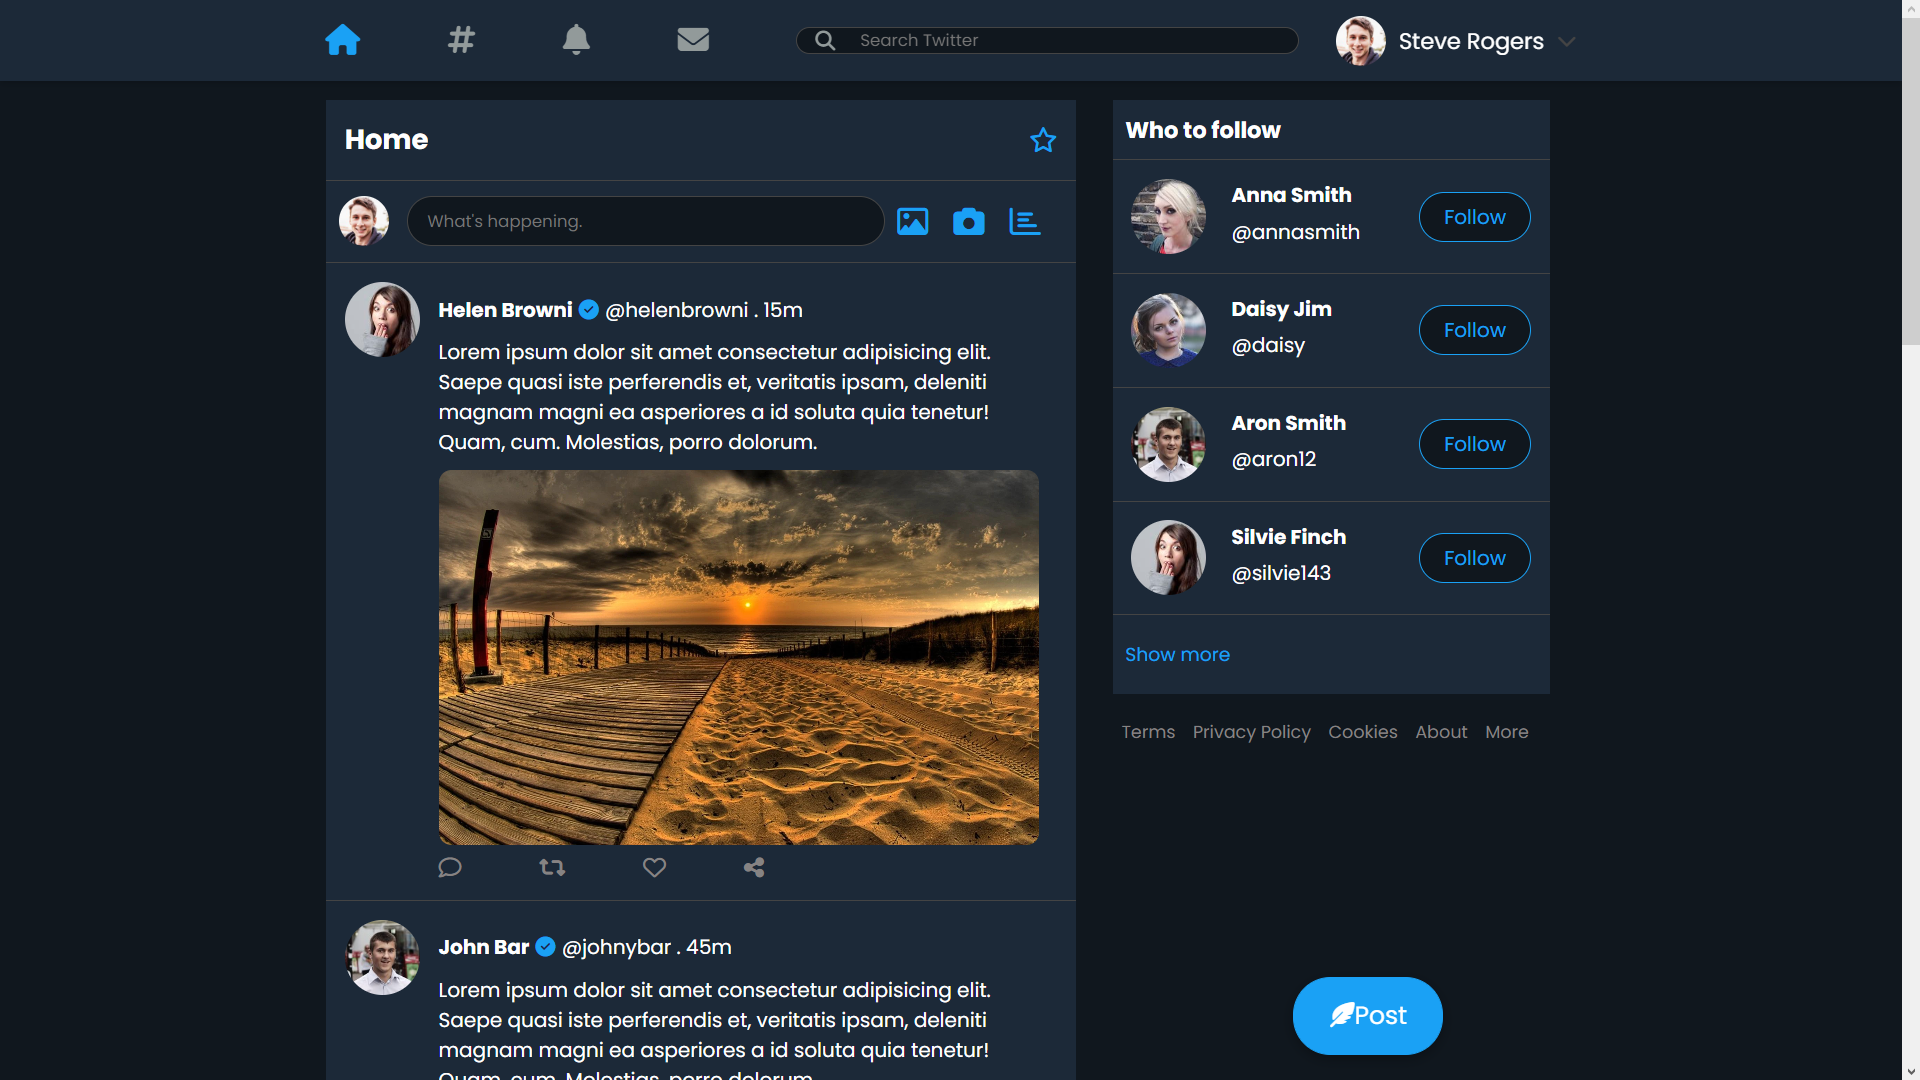 Search Twitter
Steve Rogers
Home
What's happening.
Helen Browni @helenbrowni . 15m
Lorem ipsum dolor sit amet consectetur adipisicing elit.
Saepe quasi iste perferendis et, veritatis ipsam, deleniti
magnam magni ea asperiores a id soluta quia tenetur!
Quam, cum. Molestias, porro dolorum.
John Bar @johnybar . 45m
Lorem ipsum dolor sit amet consectetur adipisicing elit.
Saepe quasi iste perferendis et, veritatis ipsam, deleniti
magnam magni ea asperiores a id soluta quia tenetur!
Quam, cum. Molestias, porro dolorum.
Who to follow
Anna Smith
@annasmith
Follow
Daisy Jim
@daisy
Follow
Aron Smith
@aron12
Follow
Silvie Finch
@silvie143
Follow
Show more
Terms Privacy Policy Cookies About More
Post